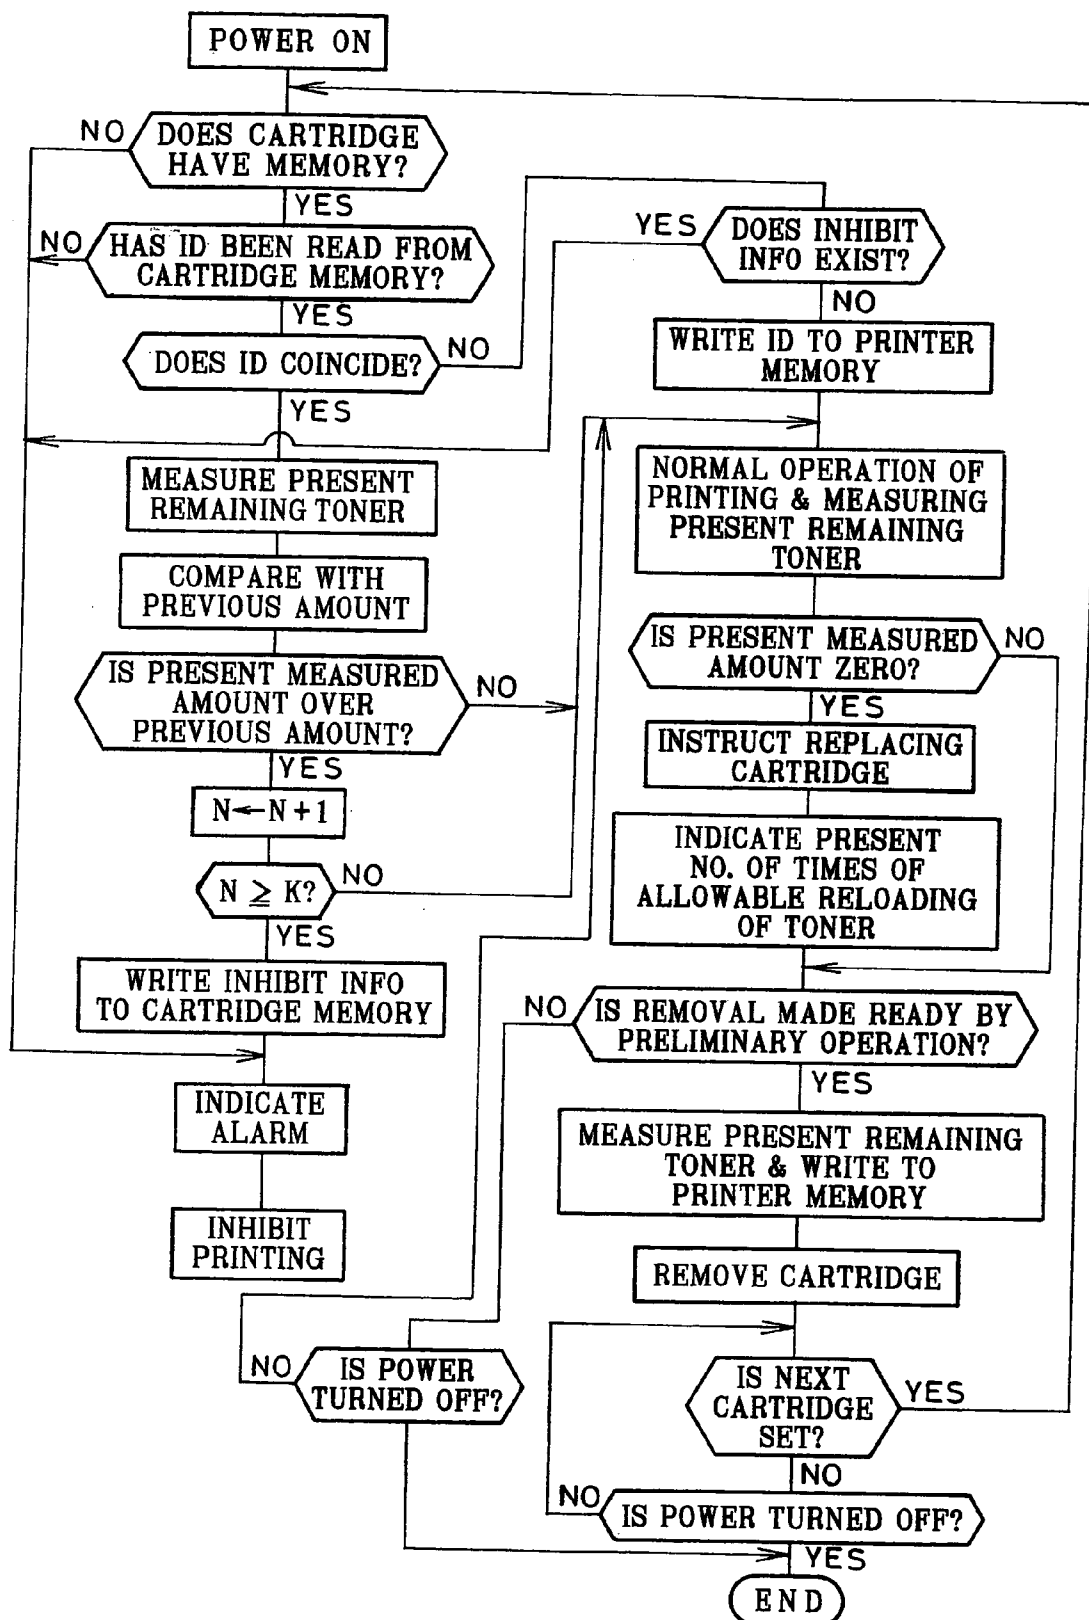 POWER ON
DOES CARTRIDGE
HAVE MEMORY?
NO
YES
HAS ID BEEN READ FROM
CARTRIDGE MEMORY?
NO
YES
DOES ID COINCIDE?
NO
YES
MEASURE PRESENT
REMAINING TONER
COMPARE WITH
PREVIOUS AMOUNT
IS PRESENT MEASURED
AMOUNT OVER
PREVIOUS AMOUNT?
NO
YES
N←N+1
N ≧ K?
NO
YES
WRITE INHIBIT INFO
TO CARTRIDGE MEMORY
INDICATE
ALARM
INHIBIT
PRINTING
DOES INHIBIT
INFO EXIST?
YES
NO
WRITE ID TO PRINTER
MEMORY
NORMAL OPERATION OF
PRINTING & MEASURING
PRESENT REMAINING
TONER
IS PRESENT MEASURED
AMOUNT ZERO?
NO
YES
INSTRUCT REPLACING
CARTRIDGE
INDICATE PRESENT
NO. OF TIMES OF
ALLOWABLE RELOADING
OF TONER
IS REMOVAL MADE READY BY
PRELIMINARY OPERATION?
NO
YES
MEASURE PRESENT REMAINING
TONER & WRITE TO
PRINTER MEMORY
REMOVE CARTRIDGE
IS NEXT
CARTRIDGE
SET?
YES
NO
IS POWER
TURNED OFF?
NO
IS POWER TURNED OFF?
NO
YES
END